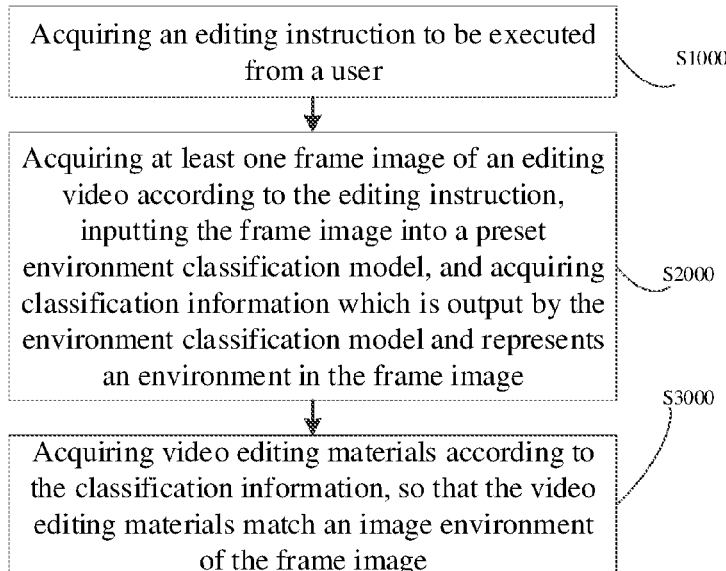 Acquiring an editing instruction to be executed
from a user
S1000
Acquiring at least one frame image of an editing
video according to the editing instruction,
inputting the frame image into a preset
environment classification model, and acquiring
classification information which is output by the
environment classification model and represents
an environment in the frame image
S2000
Acquiring video editing materials according to
the classification information, so that the video
editing materials match an image environment
of the frame image
S3000